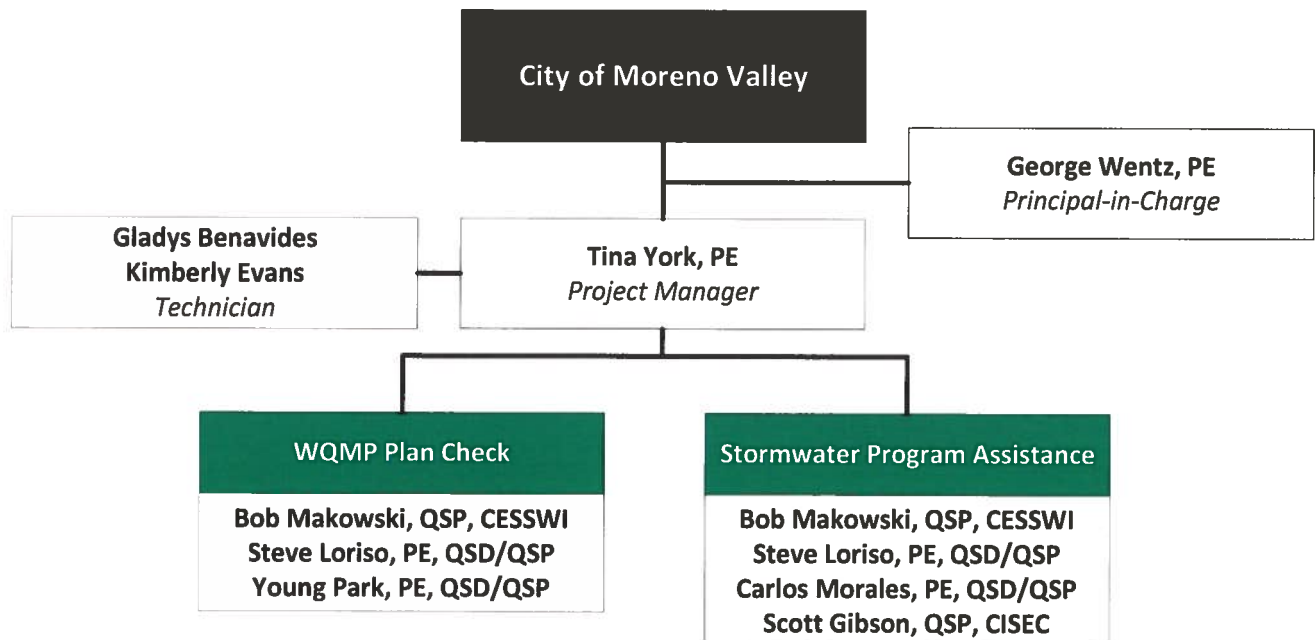 City of Moreno Valley
George Wentz, PE
Principal-in-Charge
Gladys Benavides
Kimberly Evans
Technician
Tina York, PE
Project Manager
WQMP Plan Check
Bob Makowski, QSP, CESSWI
Steve Loriso, PE, QSD/QSP
Young Park, PE, QSD/QSP
Stormwater Program Assistance
Bob Makowski, QSP, CESSWI
Steve Loriso, PE, QSD/QSP
Carlos Morales, PE, QSD/QSP
Scott Gibson, QSP, CISEC